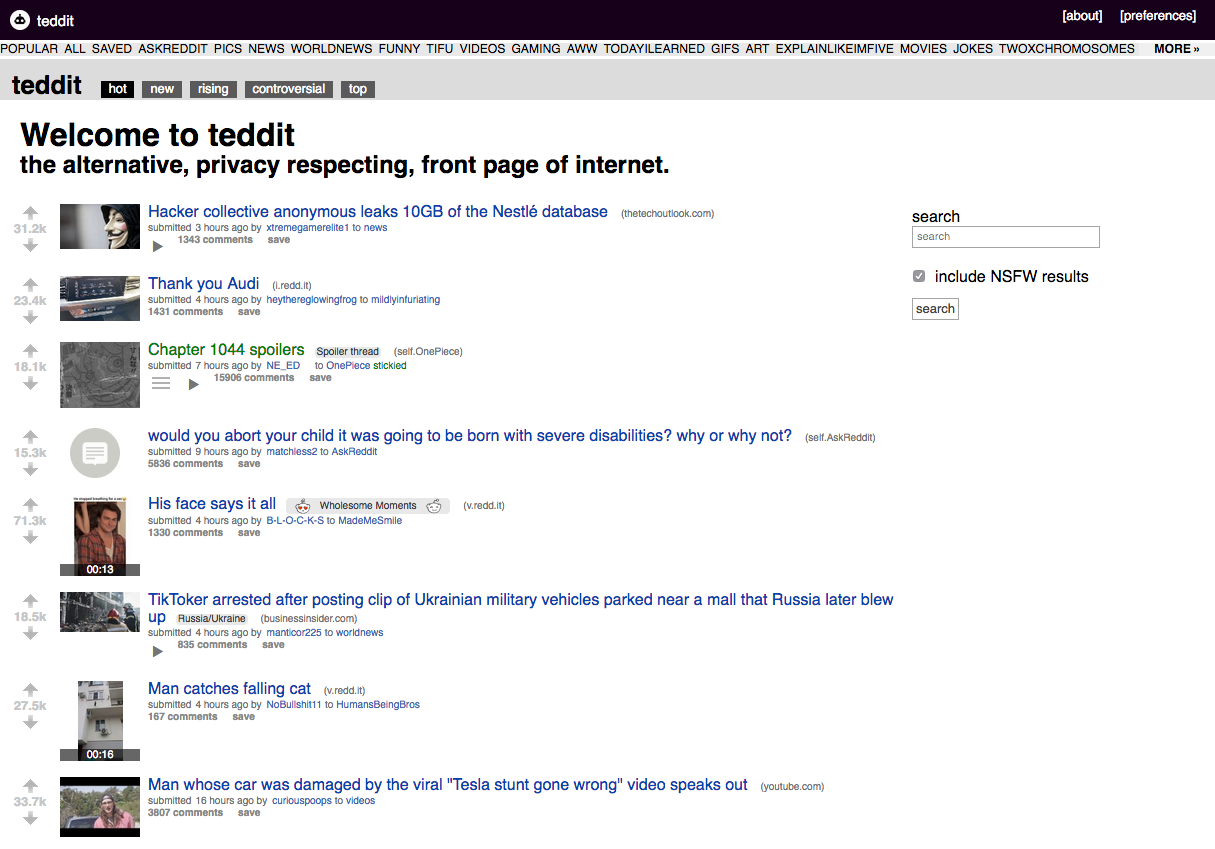 teddit
[about] [preferences]
POPULAR ALL SAVED ASKREDDIT PICS NEWS WORLDNEWS FUNNY TIFU VIDEOS GAMING AWW TODAYILEARNED GIFS ART EXPLAINLIKEIMFIVE MOVIES JOKES TWOXCHROMOSOMES MORE »
teddit hot new rising controversial top
Welcome to teddit
the alternative, privacy respecting, front page of internet.
31.2k
Hacker collective anonymous leaks 10GB of the Nestlé database (thetechoutlook.com)
submitted 3 hours ago by xtremegamerelite1 to news
1343 comments save
search
search
include NSFW results
search
23.4k
Thank you Audi (i.redd.it)
submitted 4 hours ago by heythereglowingfrog to mildlyinfuriating
1431 comments save
18.1k
Chapter 1044 spoilers Spoiler thread (self.OnePiece)
submitted 7 hours ago by NE_ED to OnePiece stickied
15906 comments save
15.3k
would you abort your child it was going to be born with severe disabilities? why or why not? (self.AskReddit)
submitted 9 hours ago by matchless2 to AskReddit
5836 comments save
71.3k
00:13
His face says it all Wholesome Moments (v.redd.it)
submitted 4 hours ago by B-L-O-C-K-S to MadeMeSmile
1330 comments save
18.5k
TikToker arrested after posting clip of Ukrainian military vehicles parked near a mall that Russia later blew
up Russia/Ukraine (businessinsider.com)
submitted 4 hours ago by manticor225 to worldnews
835 comments save
27.5k
00:16
Man catches falling cat (v.redd.it)
submitted 4 hours ago by NoBullshit11 to HumansBeingBros
167 comments save
33.7k
Man whose car was damaged by the viral "Tesla stunt gone wrong" video speaks out (youtube.com)
submitted 16 hours ago by curiouspoops to videos
3807 comments save